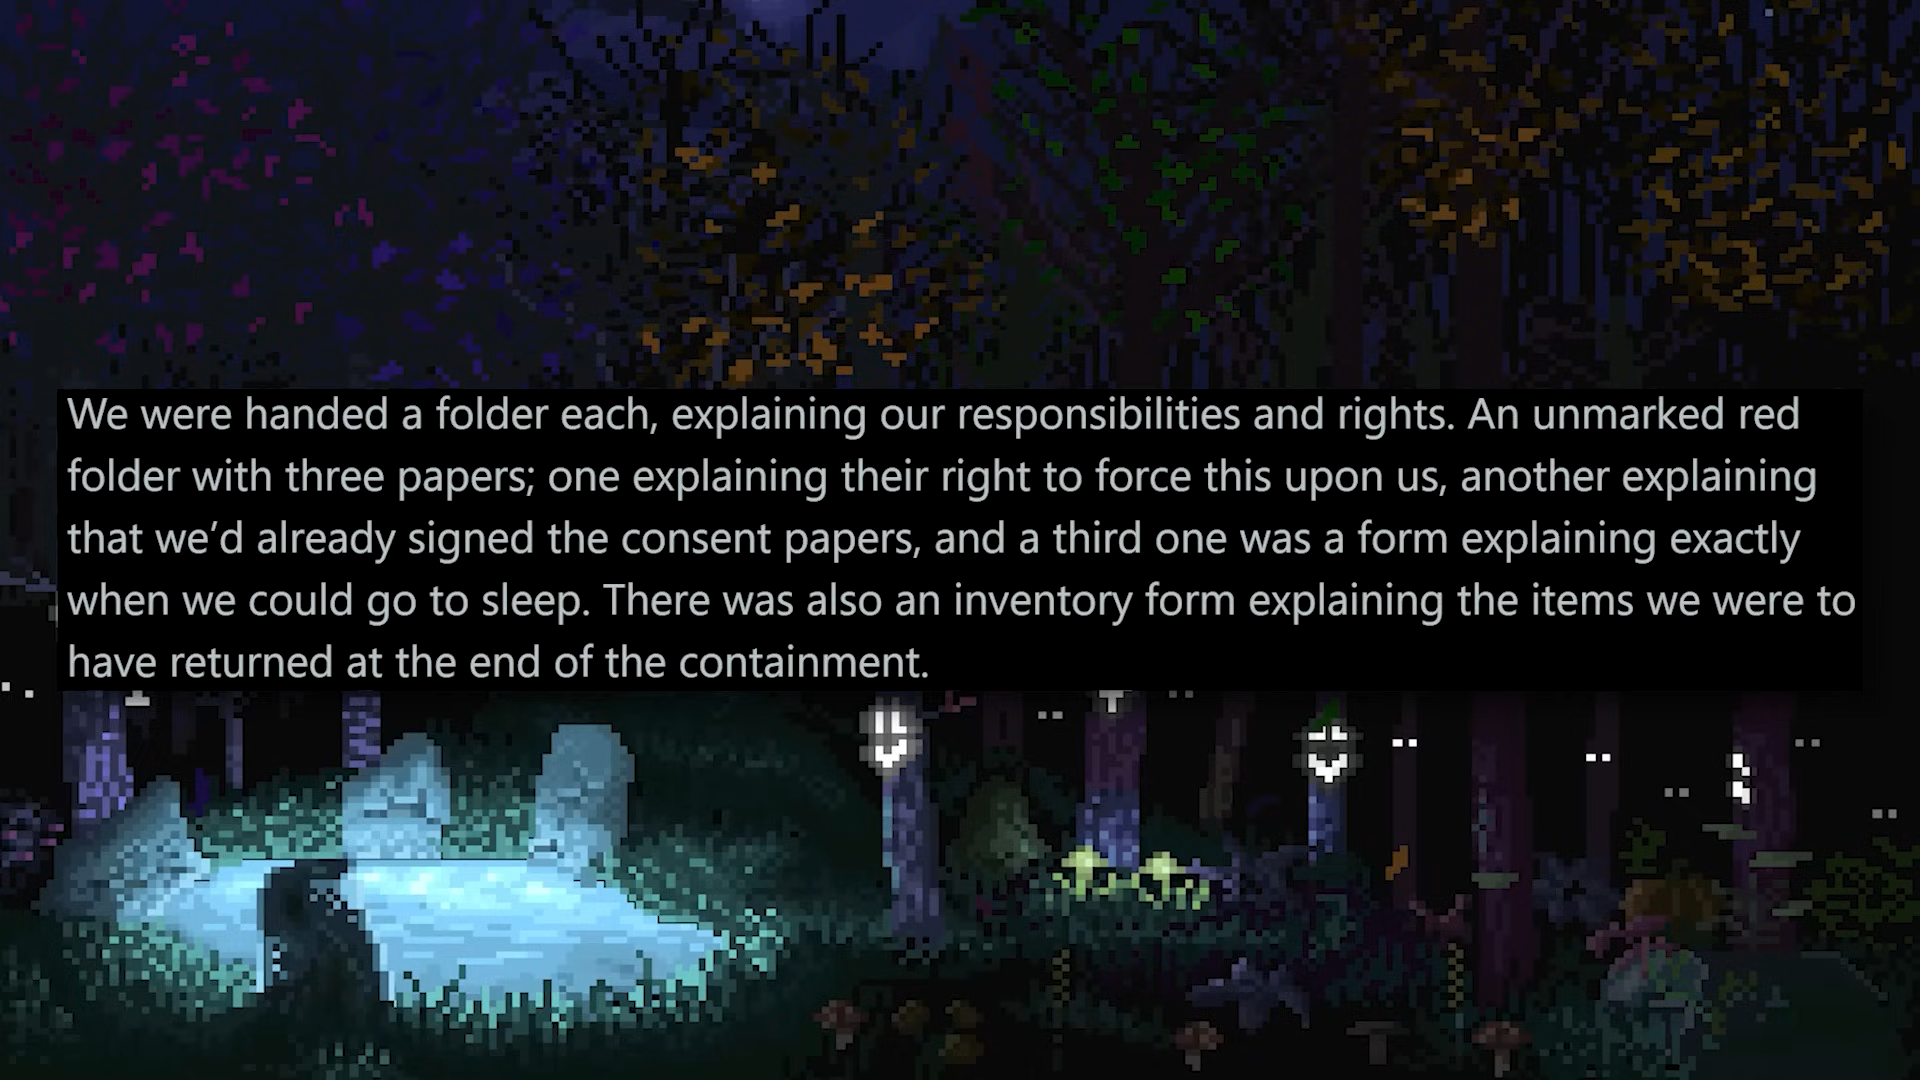 We were handed a folder each, explaining our responsibilities and rights. An unmarked red
folder with three papers; one explaining their right to force this upon us, another explaining
that we’d already signed the consent papers, and a third one was a form explaining exactly
when we could go to sleep. There was also an inventory form explaining the items we were to
have returned at the end of the containment.